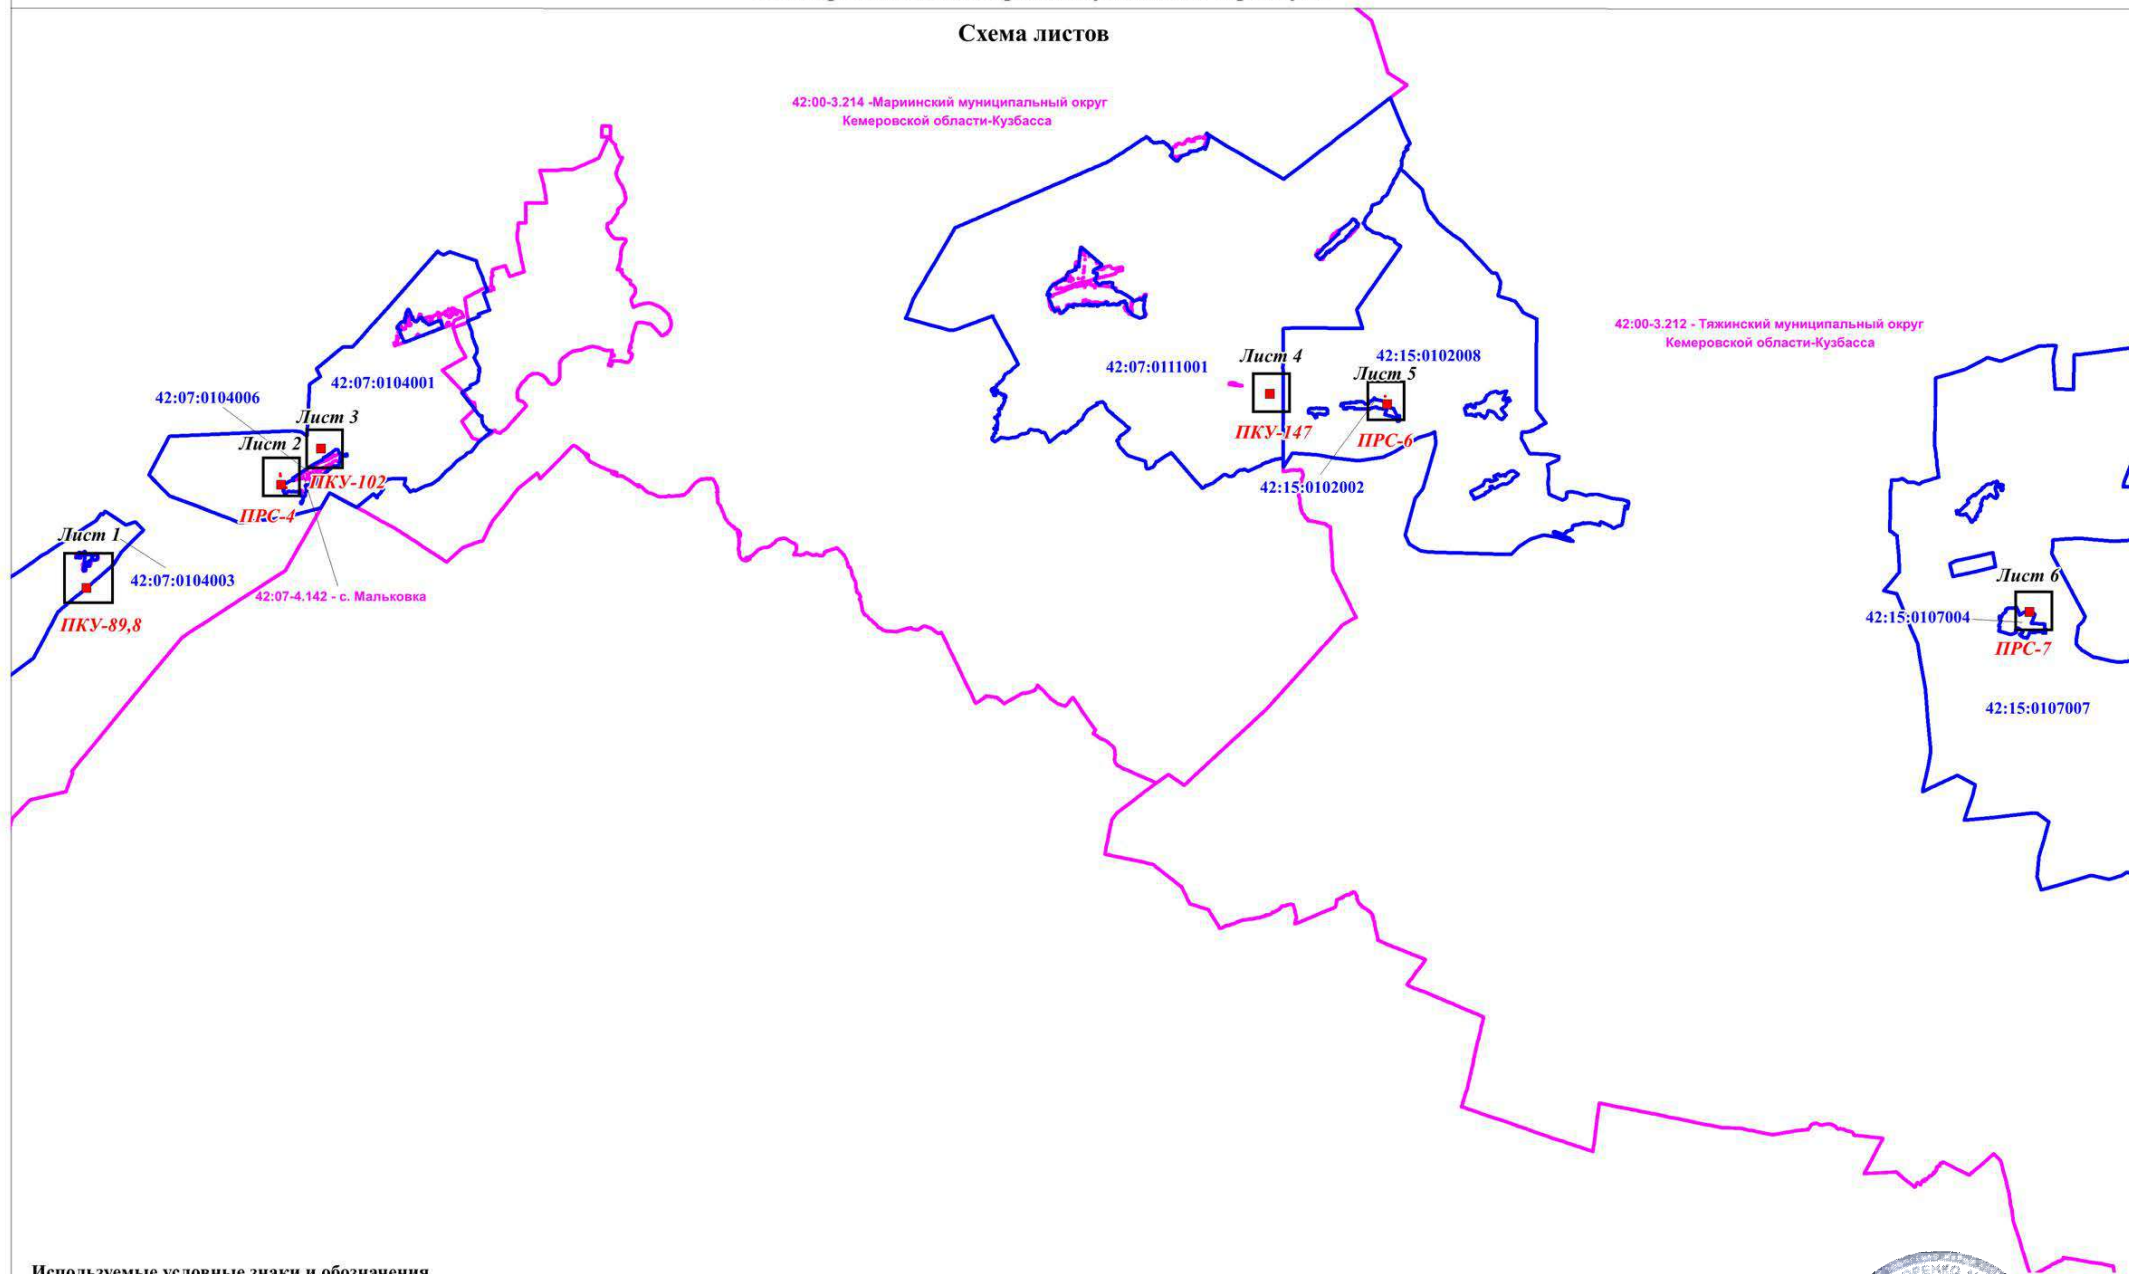 Схема листов
42:00-3.214 -Мариинский муниципальный округ
Кемеровской области-Кузбасса
42:00-3.212 - Тяжинский муниципальный округ
Кемеровской области-Кузбасса
42:07:0104001
42:07:0104006
Лист 3
Лист 2
ПКУ-102
ПРС-4
Лист 1
42:07:0104003
42:07-4.142 - с. Мальковка
ПКУ-89,8
42:07:0111001
Лист 4
42:15:0102008
Лист 5
ПКУ-147
ПРС-6
42:15:0102002
Лист 6
42:15:0107004
ПРС-7
42:15:0107007
Используемые условные знаки и обозначения